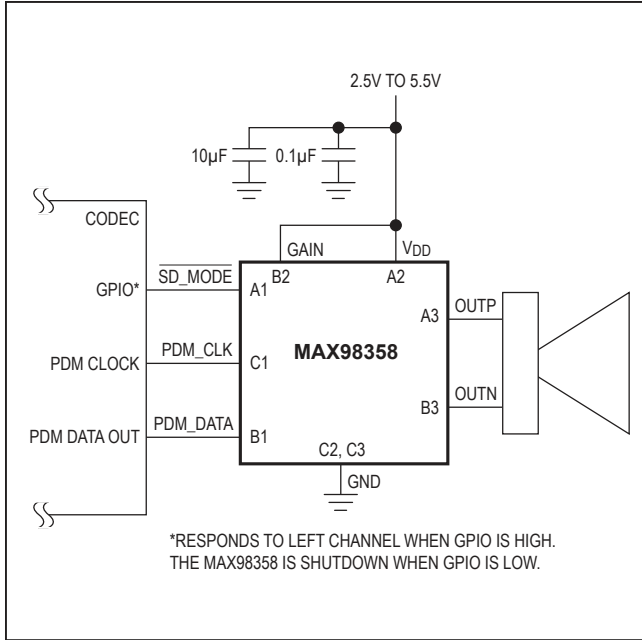 2.5V TO 5.5V
10µF 0.1µF
CODEC
GAIN VDD
GPIO* SD_MODE A1 B2 A2
A3 OUTP
MAX98358
PDM CLOCK PDM_CLK C1
B3 OUTN
PDM DATA OUT PDM_DATA B1
C2, C3
GND
*RESPONDS TO LEFT CHANNEL WHEN GPIO IS HIGH.
THE MAX98358 IS SHUTDOWN WHEN GPIO IS LOW.